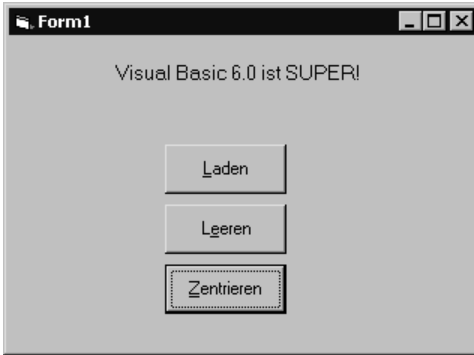 Form1
Visual Basic 6.0 ist SUPER!
Laden
Leeren
Zentrieren